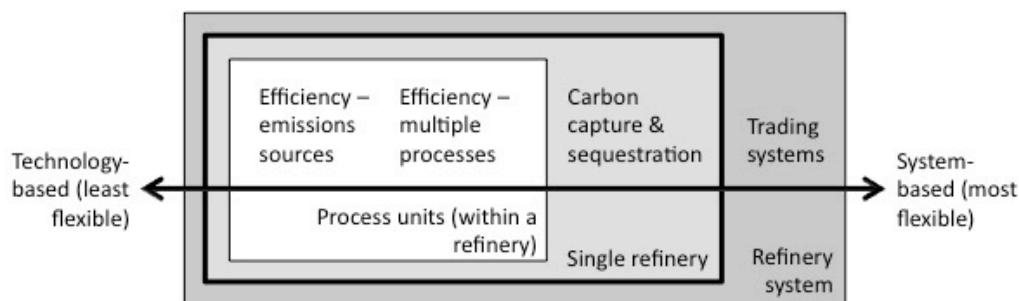 Efficiency –
emissions
sources
Efficiency –
multiple
processes
Carbon
capture &
sequestration
Trading
systems
Technology-
based (least
flexible)
System-
based (most
flexible)
Process units (within a
refinery)
Single refinery
Refinery
system